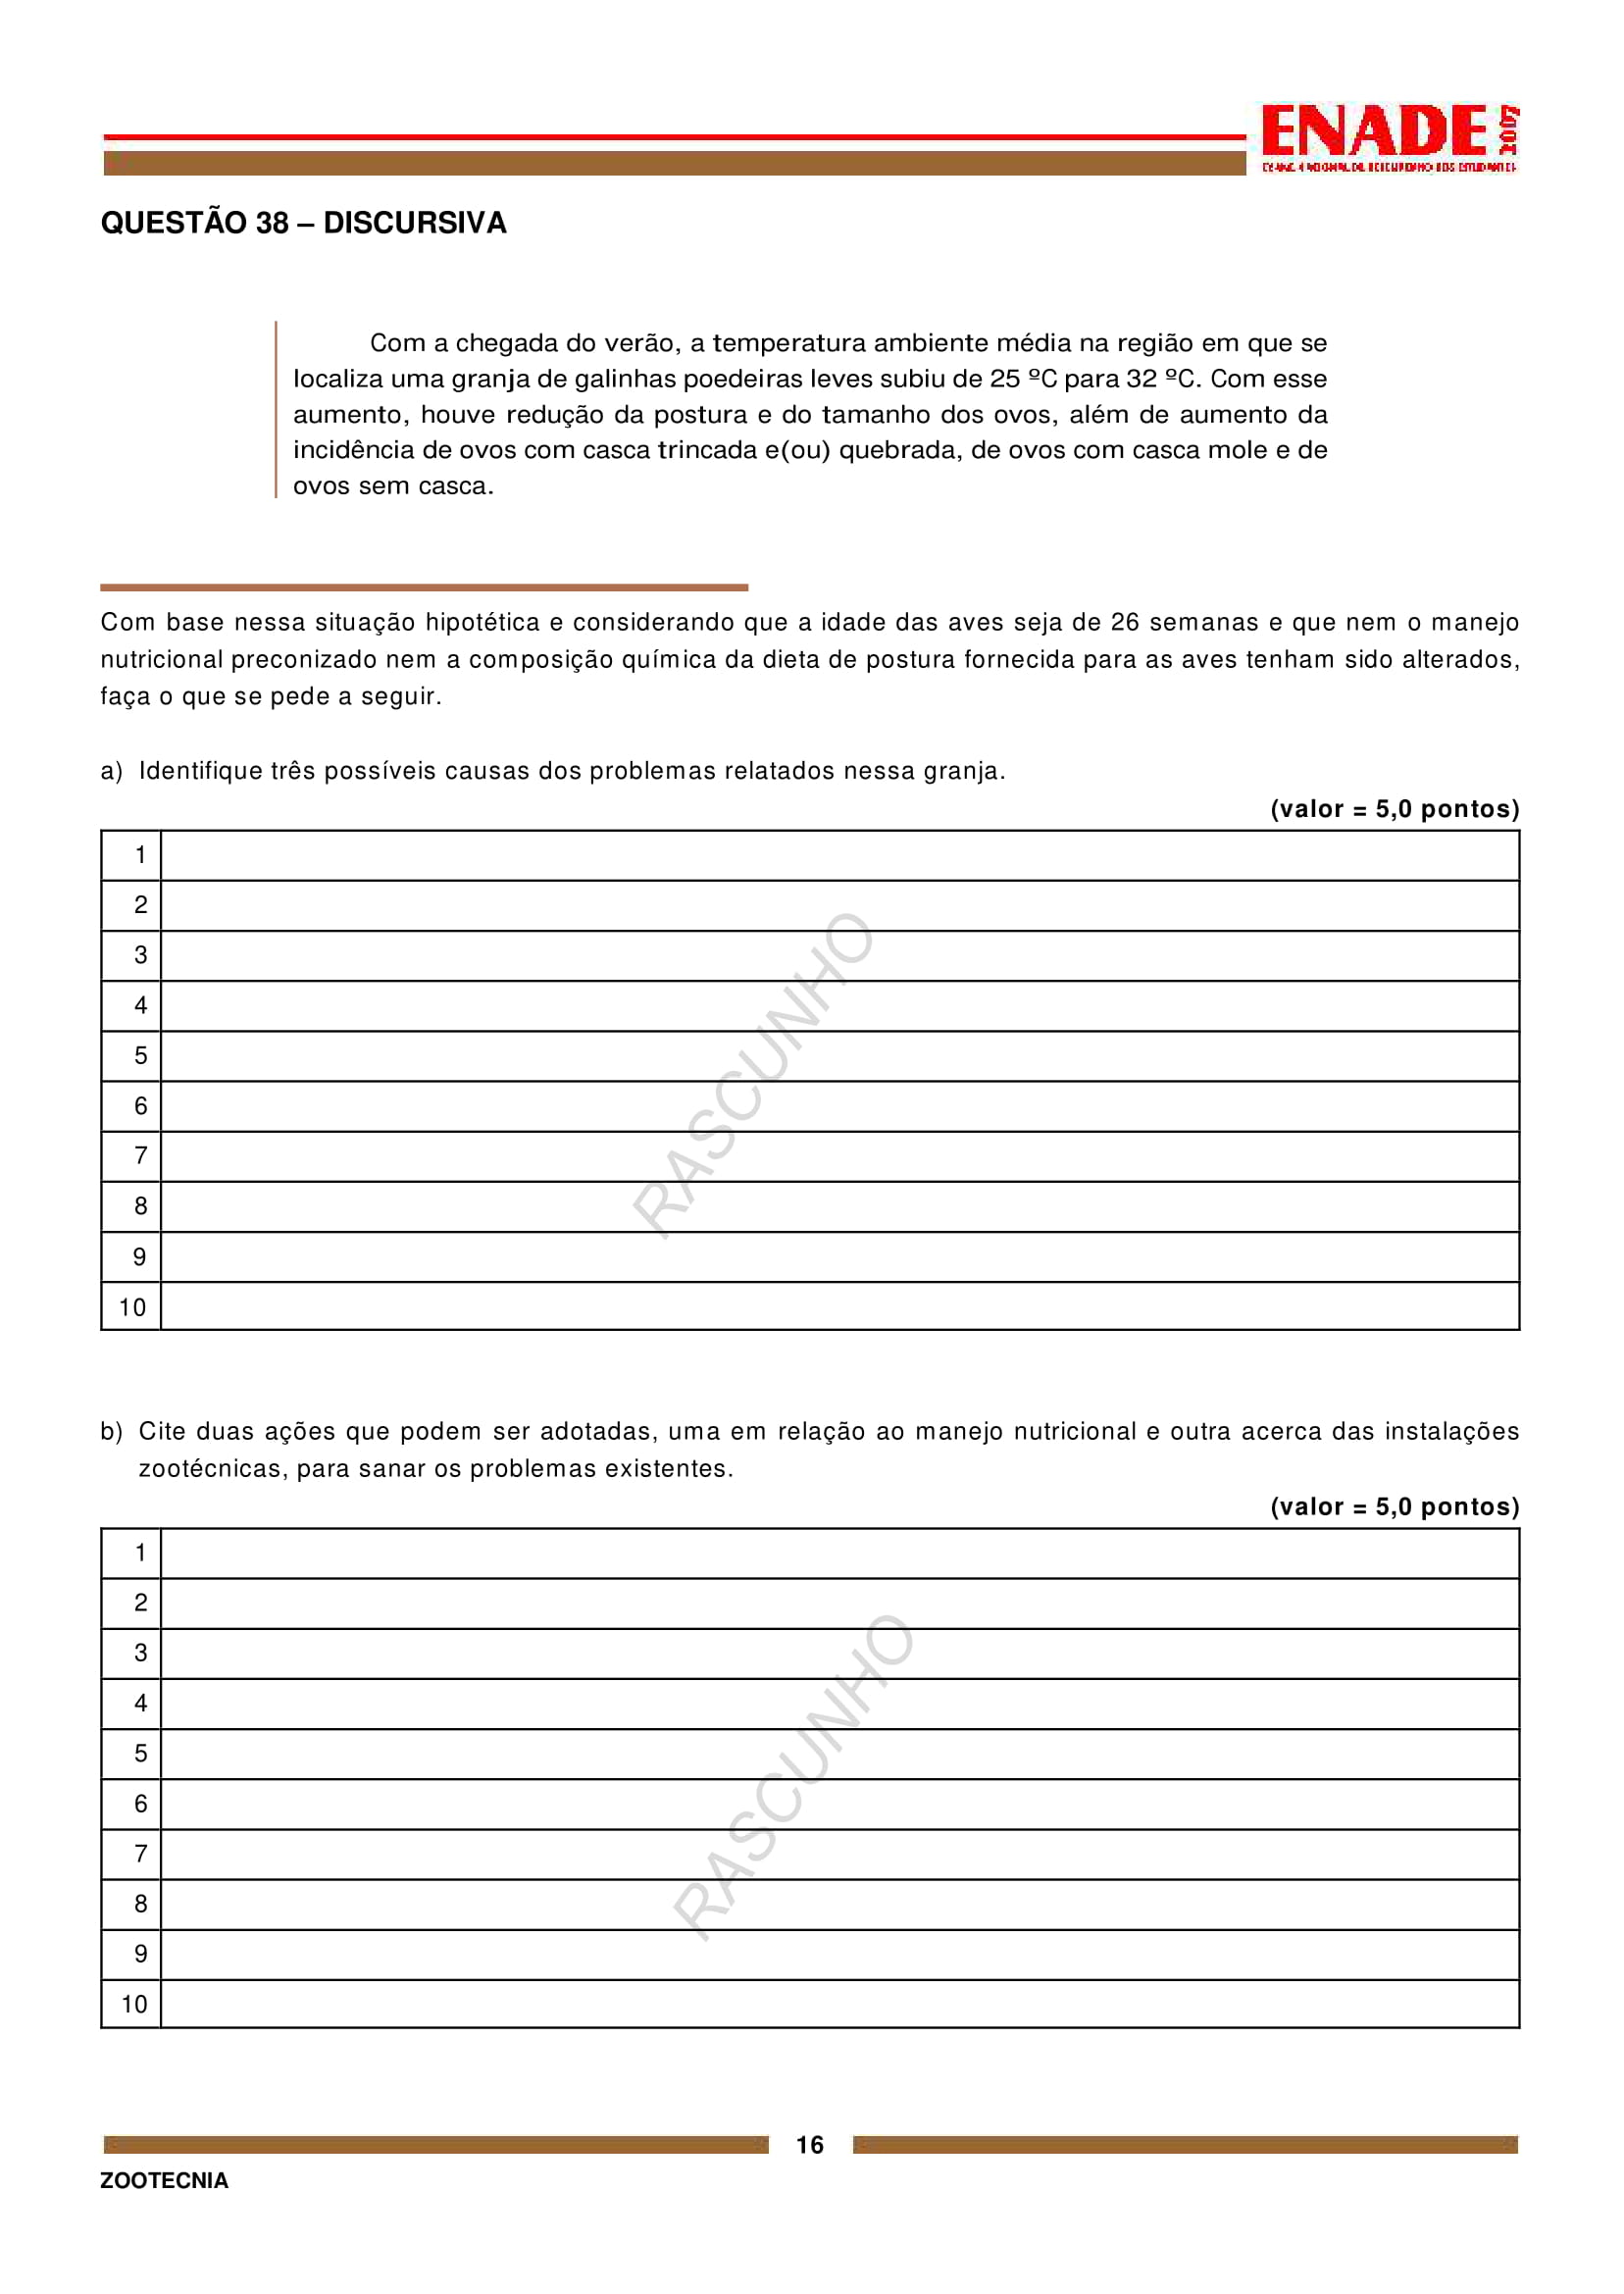 ENADE 2007
QUESTÃO 38 – DISCURSIVA
Com a chegada do verão, a temperatura ambiente média na região em que se
localiza uma granja de galinhas poedeiras leves subiu de 25 ºC para 32 ºC. Com esse
aumento, houve redução da postura e do tamanho dos ovos, além de aumento da
incidência de ovos com casca trincada e(ou) quebrada, de ovos com casca mole e de
ovos sem casca.
Com base nessa situação hipotética e considerando que a idade das aves seja de 26 semanas e que nem o manejo
nutricional preconizado nem a composição química da dieta de postura fornecida para as aves tenham sido alterados,
faça o que se pede a seguir.
a) Identifique três possíveis causas dos problemas relatados nessa granja.
(valor = 5,0 pontos)
1
2
3
4
5
6
7
8
9
10
RASCUNHO
b) Cite duas ações que podem ser adotadas, uma em relação ao manejo nutricional e outra acerca das instalações
zootécnicas, para sanar os problemas existentes.
(valor = 5,0 pontos)
1
2
3
4
5
6
7
8
9
10
RASCUNHO
16
ZOOTECNIA